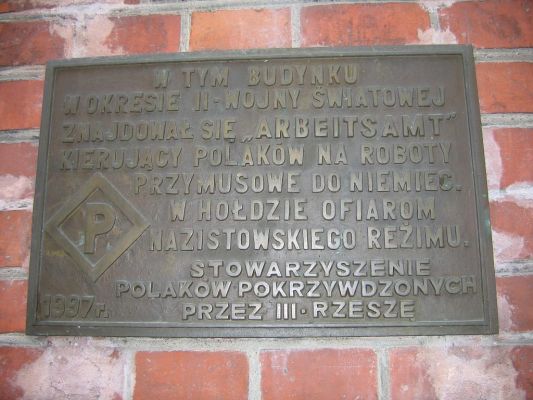 W TYM BUDYNKU
W OKRESIE II-WOJNY ŚWIATOWEJ
ZNAJDOWAŁ SIĘ „ARBEITSAMT"
KIERUJĄCY POLAKÓW NA ROBOTY
PRZYMUSOWE DO NIEMIEC.
W HOŁDZIE OFIAROM
NAZISTOWSKIEGO REŻIMU.
P
STOWARZYSZENIE
POLAKÓW·POKRZYWDZONYCH
PRZEZ III·RZESZĘ
1997r.